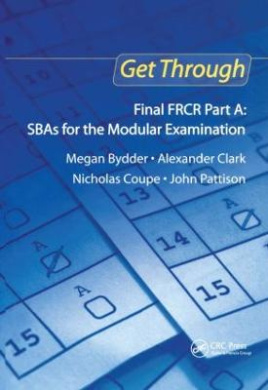 Get Through
Final FRCR Part A:
SBAs for the Modular Examination
Megan Bydder • Alexander Clark
Nicholas Coupe • John Pattison
A
13
14
A
15
15
CRC Press